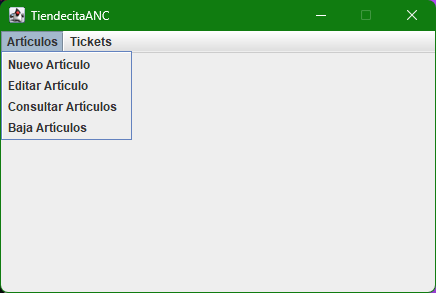 TiendecitaANC
Artículos Tickets
Nuevo Artículo
Editar Artículo
Consultar Artículos
Baja Artículos